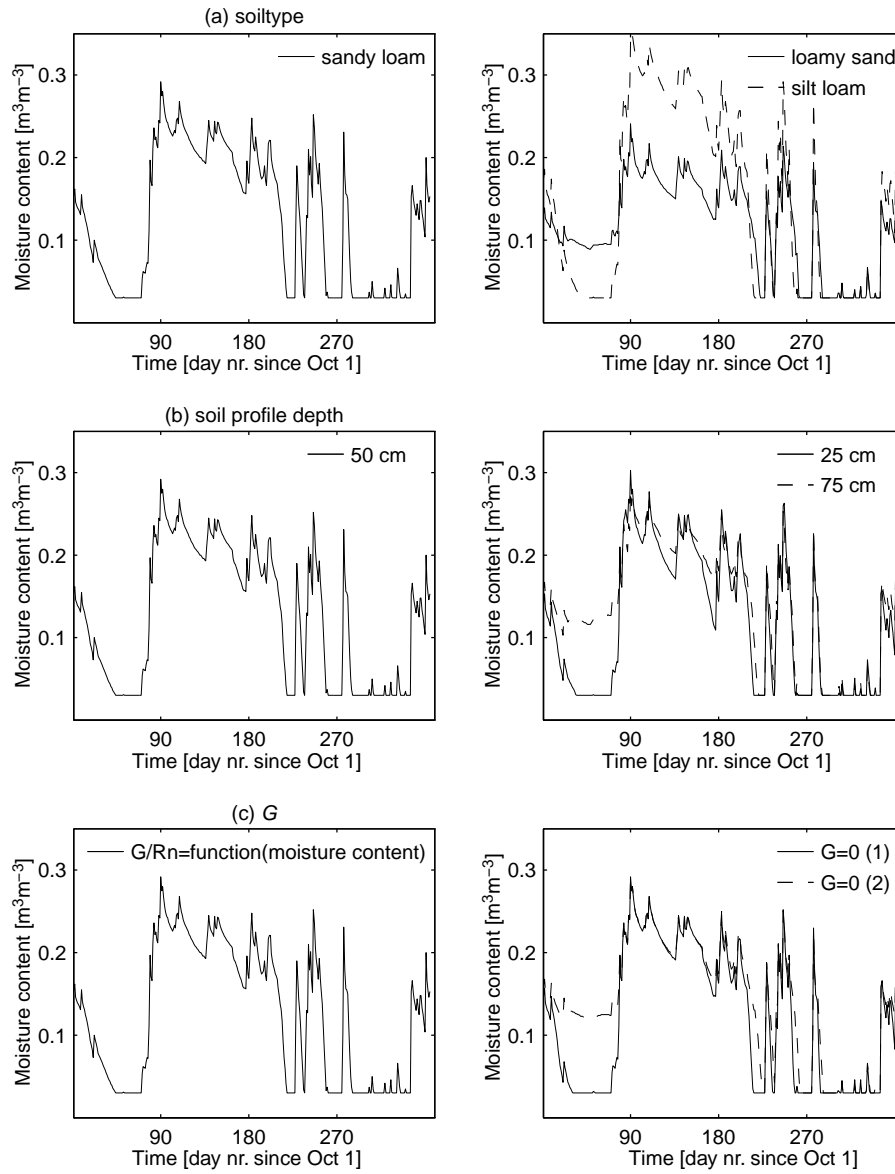 (a) soiltype
sandy loam
Moisture content [m³m⁻³]
0.3
0.2
0.1
90 180 270
Time [day nr. since Oct 1]
loamy sand
silt loam
Moisture content [m³m⁻³]
0.3
0.2
0.1
90 180 270
Time [day nr. since Oct 1]
(b) soil profile depth
50 cm
Moisture content [m³m⁻³]
0.3
0.2
0.1
90 180 270
Time [day nr. since Oct 1]
25 cm
75 cm
Moisture content [m³m⁻³]
0.3
0.2
0.1
90 180 270
Time [day nr. since Oct 1]
(c) G
G/Rn=function(moisture content)
Moisture content [m³m⁻³]
0.3
0.2
0.1
90 180 270
Time [day nr. since Oct 1]
G=0 (1)
G=0 (2)
Moisture content [m³m⁻³]
0.3
0.2
0.1
90 180 270
Time [day nr. since Oct 1]